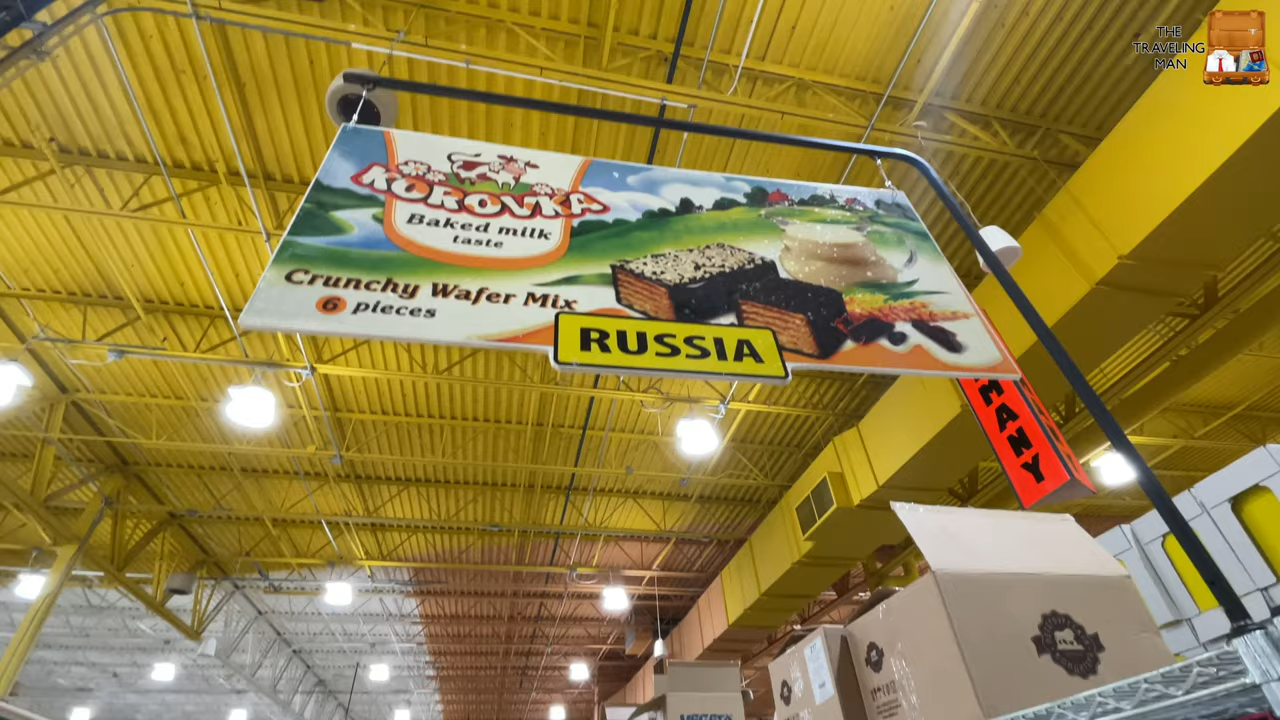 THE
TRAVELING
MAN
KOROVKA
Baked milk
taste
Crunchy Wafer Mix
6 pieces
RUSSIA
MANY